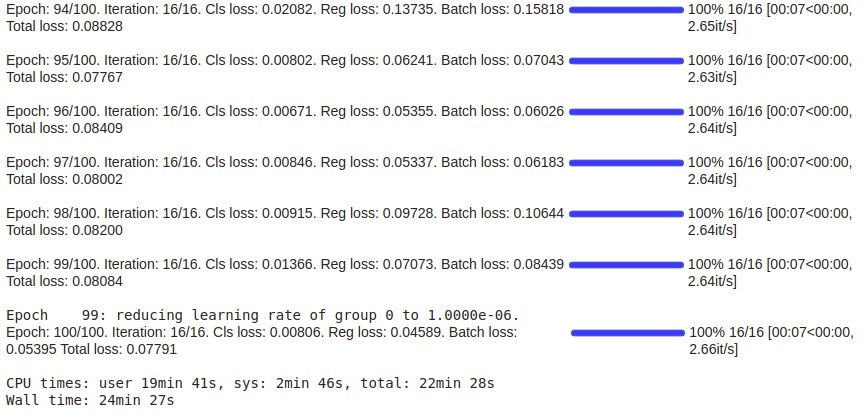 Epoch: 94/100. Iteration: 16/16. Cls loss: 0.02082. Reg loss: 0.13735. Batch loss: 0.15818 100% 16/16 [00:07<00:00,
Total loss: 0.08828 2.65it/s]
Epoch: 95/100. Iteration: 16/16. Cls loss: 0.00802. Reg loss: 0.06241. Batch loss: 0.07043 100% 16/16 [00:07<00:00,
Total loss: 0.07767 2.63it/s]
Epoch: 96/100. Iteration: 16/16. Cls loss: 0.00671. Reg loss: 0.05355. Batch loss: 0.06026 100% 16/16 [00:07<00:00,
Total loss: 0.08409 2.64it/s]
Epoch: 97/100. Iteration: 16/16. Cls loss: 0.00846. Reg loss: 0.05337. Batch loss: 0.06183 100% 16/16 [00:07<00:00,
Total loss: 0.08002 2.64it/s]
Epoch: 98/100. Iteration: 16/16. Cls loss: 0.00915. Reg loss: 0.09728. Batch loss: 0.10644 100% 16/16 [00:07<00:00,
Total loss: 0.08200 2.64it/s]
Epoch: 99/100. Iteration: 16/16. Cls loss: 0.01366. Reg loss: 0.07073. Batch loss: 0.08439 100% 16/16 [00:07<00:00,
Total loss: 0.08084 2.64it/s]
Epoch    99: reducing learning rate of group 0 to 1.0000e-06.
Epoch: 100/100. Iteration: 16/16. Cls loss: 0.00806. Reg loss: 0.04589. Batch loss: 100% 16/16 [00:07<00:00,
0.05395 Total loss: 0.07791 2.66it/s]
CPU times: user 19min 41s, sys: 2min 46s, total: 22min 28s
Wall time: 24min 27s